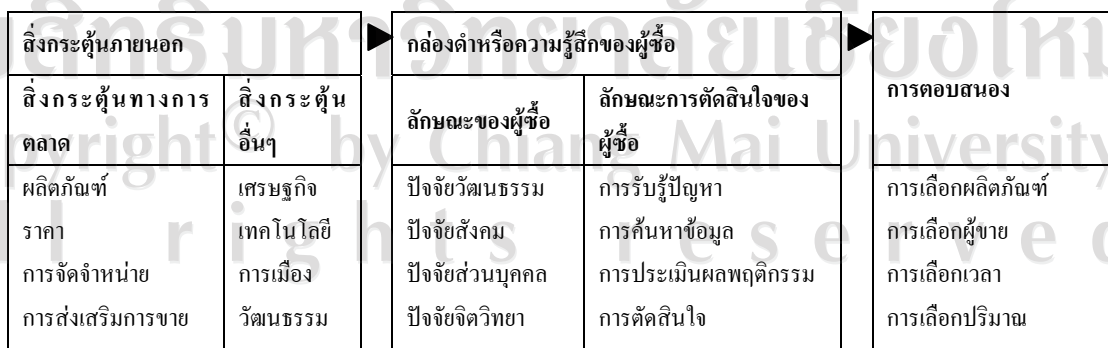 สิ่งกระตุ้นภายนอก
สิ่งกระตุ้นทางการ
ตลาด
สิ่งกระตุ้น
อื่นๆ
ผลิตภัณฑ์
ราคา
การจัดจำหน่าย
การส่งเสริมการขาย
เศรษฐกิจ
เทคโนโลยี
การเมือง
วัฒนธรรม
กล่องดำหรือความรู้สึกของผู้ซื้อ
ลักษณะของผู้ซื้อ
ลักษณะการตัดสินใจของ
ผู้ซื้อ
ปัจจัยวัฒนธรรม
ปัจจัยสังคม
ปัจจัยส่วนบุคคล
ปัจจัยจิตวิทยา
การรับรู้ปัญหา
การค้นหาข้อมูล
การประเมินผลพฤติกรรม
การตัดสินใจ
การตอบสนอง
การเลือกผลิตภัณฑ์
การเลือกผู้ขาย
การเลือกเวลา
การเลือกปริมาณ
by Chiang Mai University
rights reserve